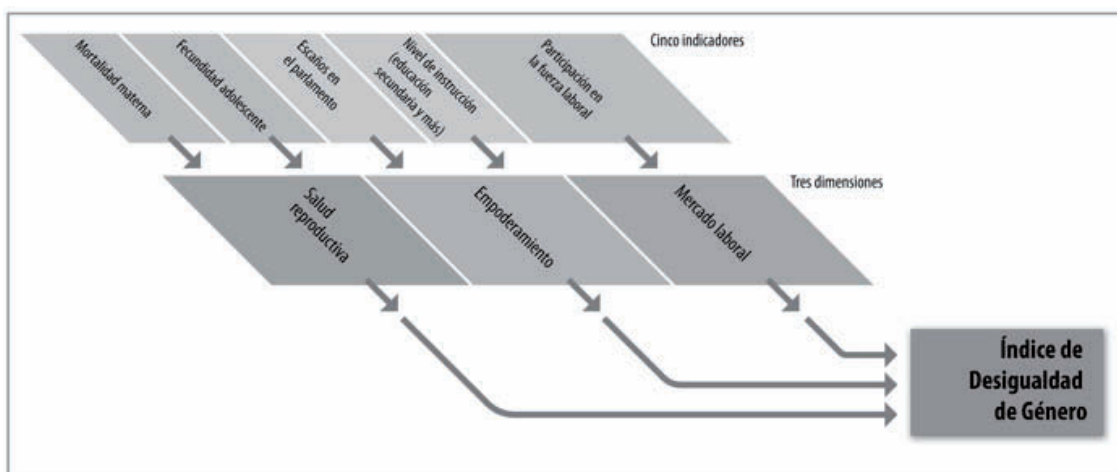 Cinco indicadores
Mortalidad materna
Fecundidad adolescente
Escaños en
el parlamento
Nivel de instrucción
(educación
secundaria y más)
Participación en
la fuerza laboral
Tres dimensiones
Salud
reproductiva
Empoderamiento
Mercado laboral
Índice de
Desigualdad
de Género